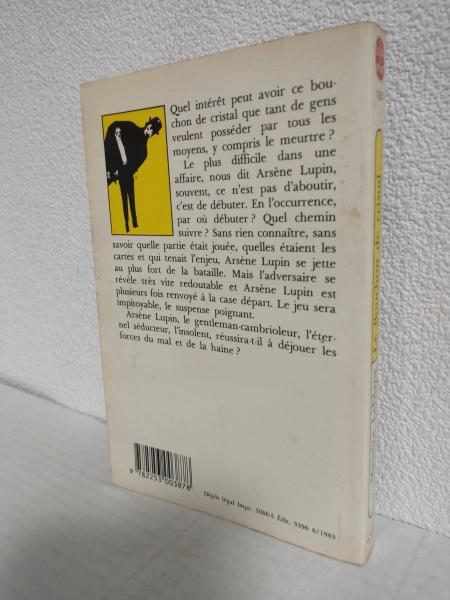 Quel intérêt peut avoir ce bou-
chon de cristal que tant de gens
veulent posséder par tous les
moyens, y compris le meurtre ?
Le plus difficile dans une
affaire, nous dit Arsène Lupin,
souvent, ce n'est pas d'aboutir,
c'est de débuter. En l'occurrence,
par où débuter ? Quel chemin
suivre ? Sans rien connaître, sans
savoir quelle partie était jouée, quelles étaient les
cartes et qui tenait l'enjeu, Arsène Lupin se jette
au plus fort de la bataille. Mais l'adversaire se
révèle très vite redoutable et Arsène Lupin est
plusieurs fois renvoyé à la case départ. Le jeu sera
impitoyable, le suspense poignant.
Arsène Lupin, le gentleman-cambrioleur, l'éter-
nel séducteur, l'insolent, réussira-t-il à déjouer les
forces du mal et de la haine ?
9 782253 003878
Dépôt légal Impr. 5086-5 Édit. 3396 6/1983
Le Bouchon de cristal